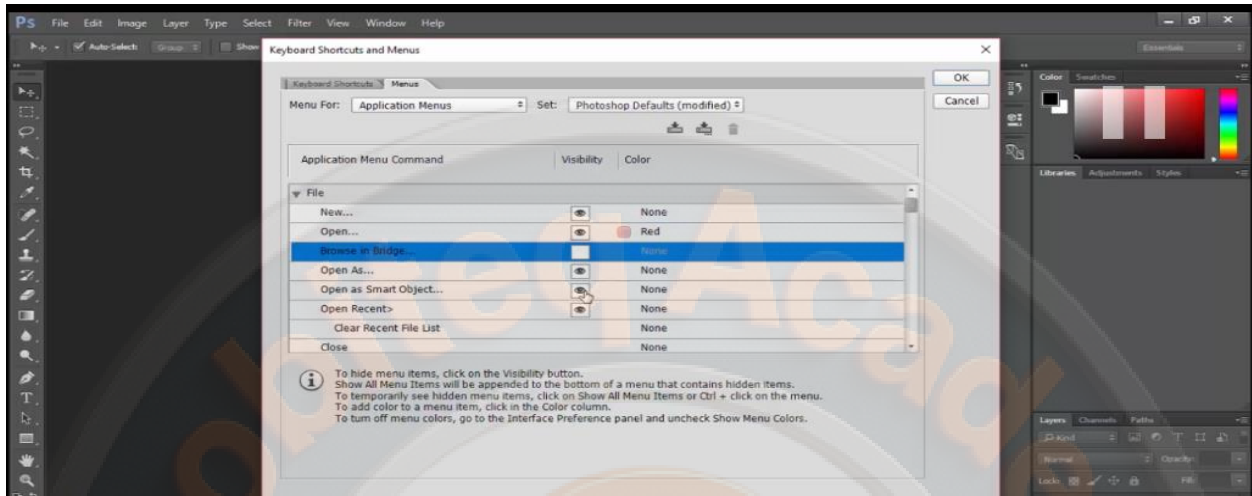 Ps File Edit Image Layer Type Select Filter View Window Help
Auto-Select: Group Show Essentials
Keyboard Shortcuts and Menus
Keyboard Shortcuts Menus
OK
Menu For: Application Menus Set: Photoshop Defaults (modified)
Cancel
Application Menu Command Visibility Color
File
New... None
Open... Red
Browse in Bridge... None
Open As... None
Open as Smart Object... None
Open Recent> None
Clear Recent File List None
Close None
To hide menu items, click on the Visibility button.
Show All Menu Items will be appended to the bottom of a menu that contains hidden items.
To temporarily see hidden menu items, click on Show All Menu Items or Ctrl + click on the menu.
To add color to a menu item, click in the Color column.
To turn off menu colors, go to the Interface Preference panel and uncheck Show Menu Colors.
Color Swatches
Libraries Adjustments Styles
Layers Channels Paths
Kind
Normal Opacity:
Lock: Fill: